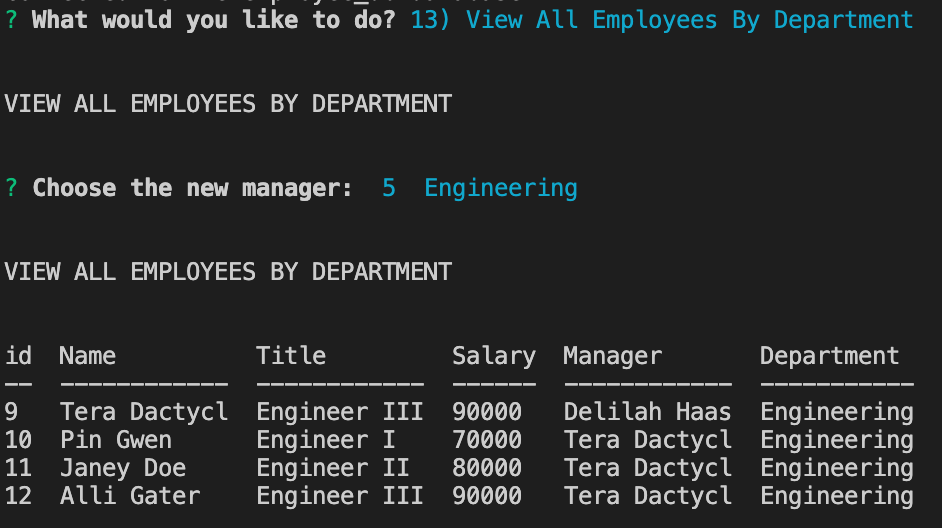 ? What would you like to do? 13) View All Employees By Department
VIEW ALL EMPLOYEES BY DEPARTMENT
? Choose the new manager:  5  Engineering
VIEW ALL EMPLOYEES BY DEPARTMENT
id  Name          Title         Salary  Manager       Department
--  ------------  ------------  ------  ------------  -----------
9   Tera Dactycl  Engineer III  90000   Delilah Haas  Engineering
10  Pin Gwen      Engineer I    70000   Tera Dactycl  Engineering
11  Janey Doe     Engineer II   80000   Tera Dactycl  Engineering
12  Alli Gater    Engineer III  90000   Tera Dactycl  Engineering